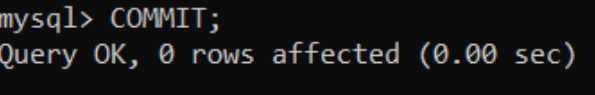 mysql> COMMIT;
Query OK, 0 rows affected (0.00 sec)